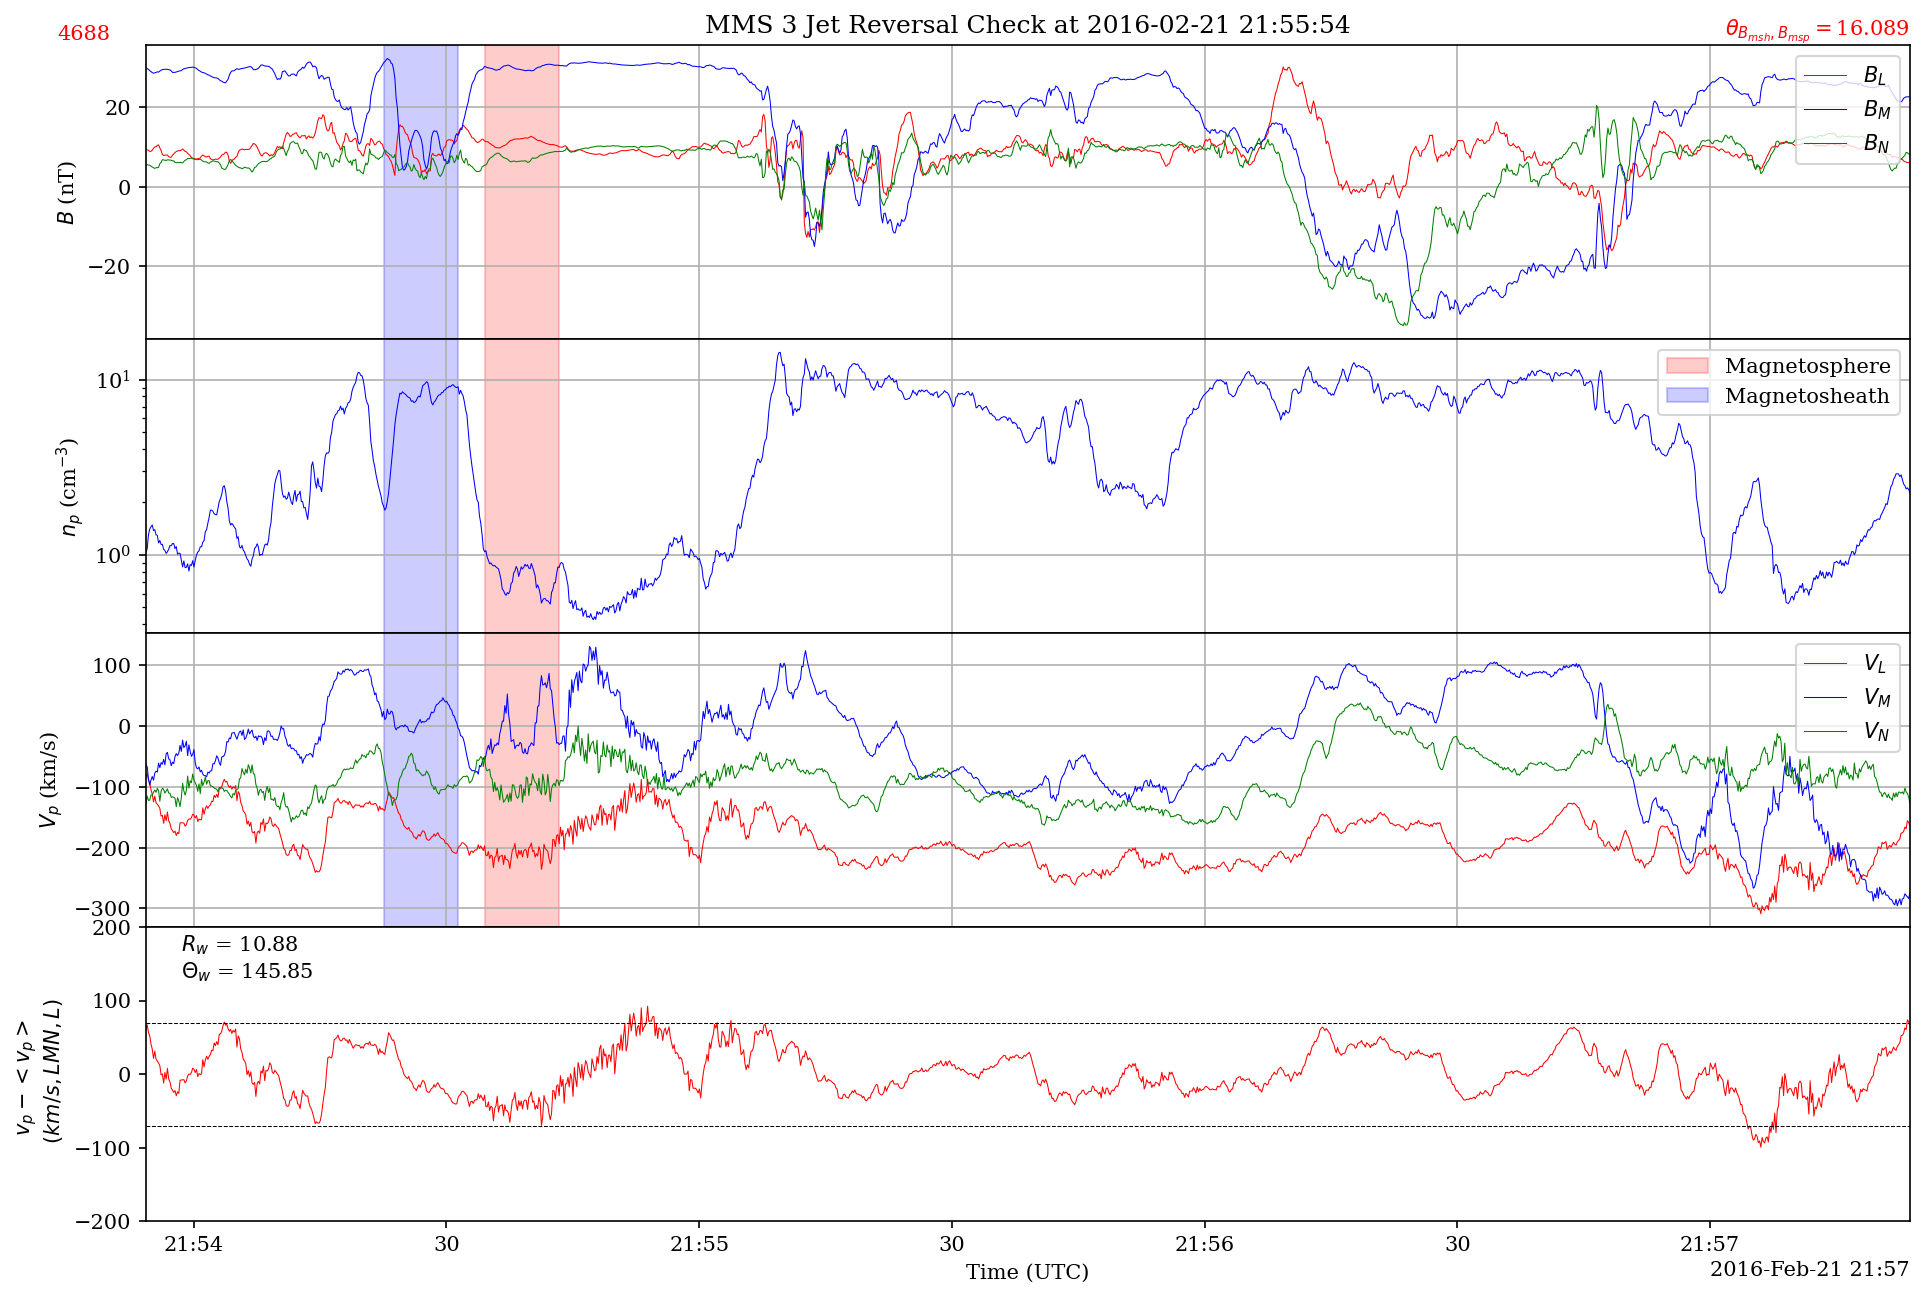 MMS 3 Jet Reversal Check at 2016-02-21 21:55:54
4688
θ_{B_{msh}, B_{msp}} = 16.089
B (nT)
20
0
−20
B_L
B_M
B_N
n_p (cm^{−3})
10^1
10^0
Magnetosphere
Magnetosheath
V_p (km/s)
100
0
−100
−200
−300
V_L
V_M
V_N
v_p − < v_p >
(km/s, LMN, L)
200
100
0
−100
−200
R_w = 10.88
Θ_w = 145.85
21:54 30 21:55 30 21:56 30 21:57
Time (UTC)
2016-Feb-21 21:57